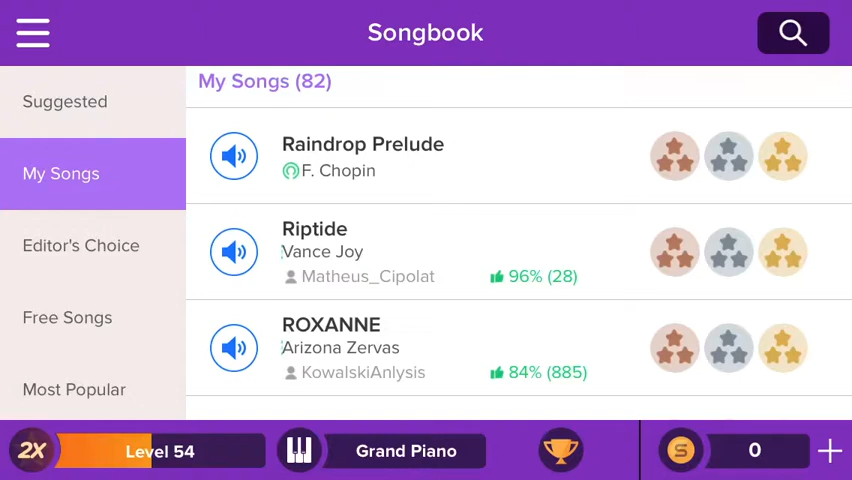 Songbook
Suggested
My Songs
Editor's Choice
Free Songs
Most Popular
My Songs (82)
Raindrop Prelude
F. Chopin
Riptide
Vance Joy
Matheus_Cipolat
96% (28)
ROXANNE
Arizona Zervas
KowalskiAnlysis
84% (885)
2X
Level 54
Grand Piano
S
0